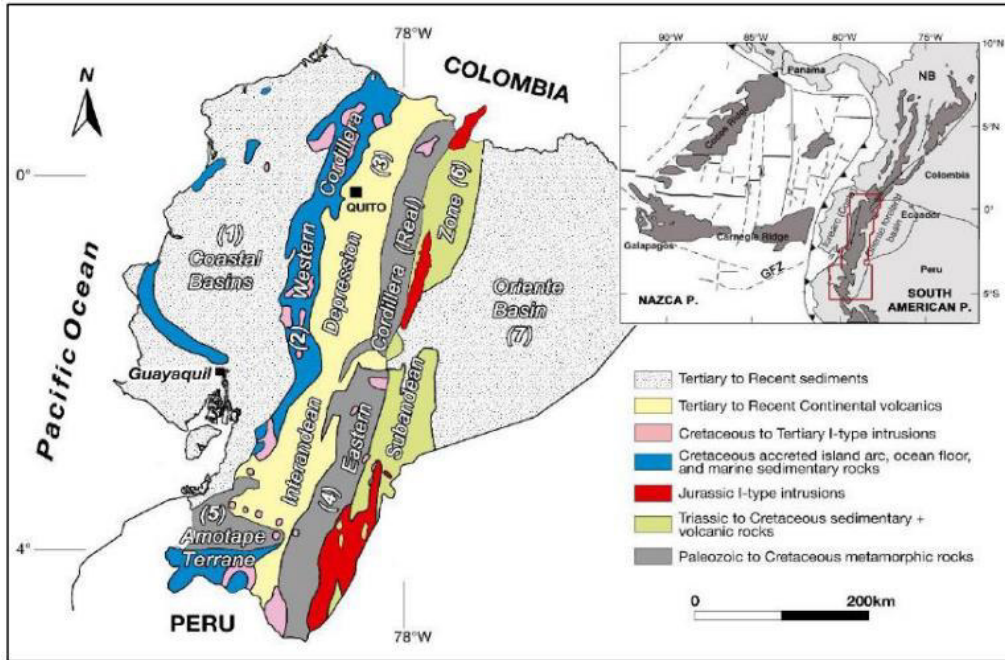 78°W
COLOMBIA
N
0°
Pacific Ocean
(1)
Coastal
Basins
Western
Cordillera
(2)
(3)
QUITO
Interandean
Depression
Cordillera (Real)
Eastern
(4)
Zone (6)
Subandean
Oriente
Basin
(7)
Guayaquil
(5)
Amotape
Terrane
4°
PERU
78°W
90°W
85°W
80°W
75°W
10°N
5°N
0°
5°S
Panama
NB
Cocos Ridge
Colombia
Ecuador
Carnegie Ridge
Galapagos
GFZ
Peru
NAZCA P.
SOUTH
AMERICAN P.
Tertiary to Recent sediments
Tertiary to Recent Continental volcanics
Cretaceous to Tertiary I-type intrusions
Cretaceous accreted island arc, ocean floor,
and marine sedimentary rocks
Jurassic I-type intrusions
Triassic to Cretaceous sedimentary +
volcanic rocks
Paleozoic to Cretaceous metamorphic rocks
0
200km